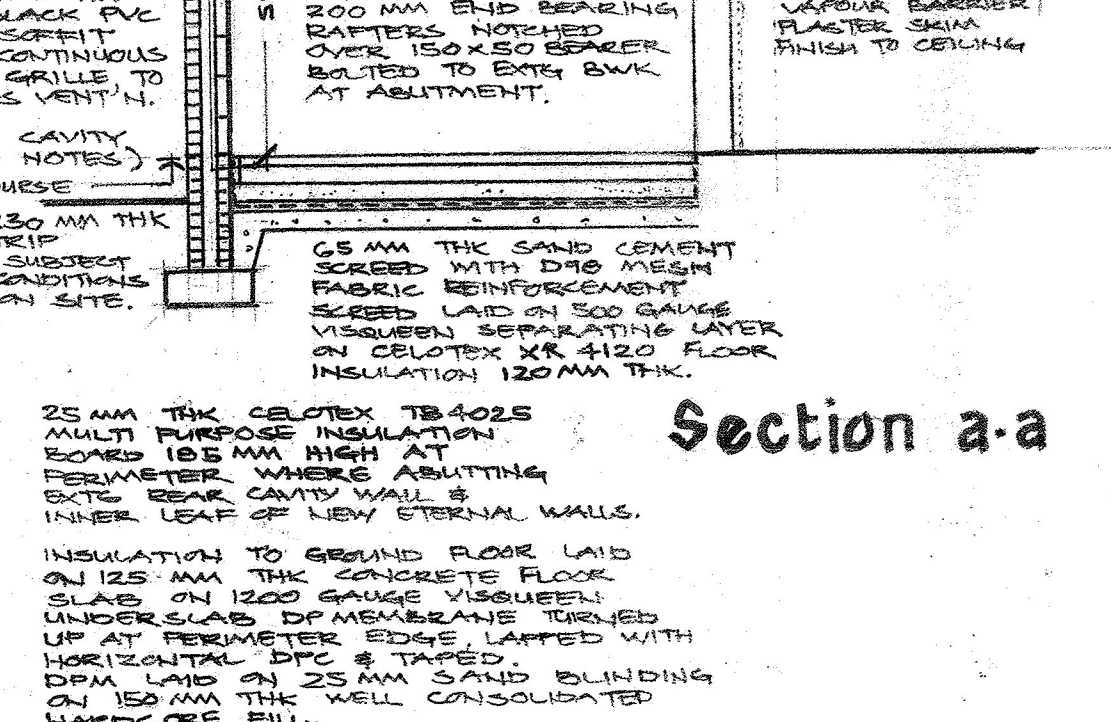 BLACK PVC
SOFFIT
CONTINUOUS
GRILLE, TO
VENT'N.
CAVITY
NOTES)
230 MM THK
SUBJECT
CONDITIONS
ON SITE.
200 MM END BEARING
RAFTERS NOTCHED
OVER 150X50 BEARER
BOLTED TO EXTG BWK
AT ABUTMENT.
VAPOUR BARRIER
PLASTER SKIM
FINISH TO CEILING
65 MM THK SAND CEMENT
SCREED WITH D98 MESH
FABRIC REINFORCEMENT
SCREED LAID ON 500 GAUGE
VISQUEEN SEPARATING LAYER
ON CELOTEX XR 4120 FLOOR
INSULATION 120 MM THK.
25 MM THK CELOTEX TB4025
MULTI PURPOSE INSULATION
BOARD 185 MM HIGH AT
PERIMETER WHERE ABUTTING
EXTG REAR CAVITY WALL &
INNER LEAF OF NEW ETERNAL WALLS.
Section a-a
INSULATION TO GROUND FLOOR LAID
ON 125 MM THK CONCRETE FLOOR
SLAB ON 1200 GAUGE VISQUEEN
UNDERSLAB DP MEMBRANE TURNED
UP AT PERIMETER EDGE, LAPPED WITH
HORIZONTAL DPC & TAPED.
DPM LAID ON 25 MM SAND BLINDING
ON 150 MM THK WELL CONSOLIDATED
HARDCORE FILL.